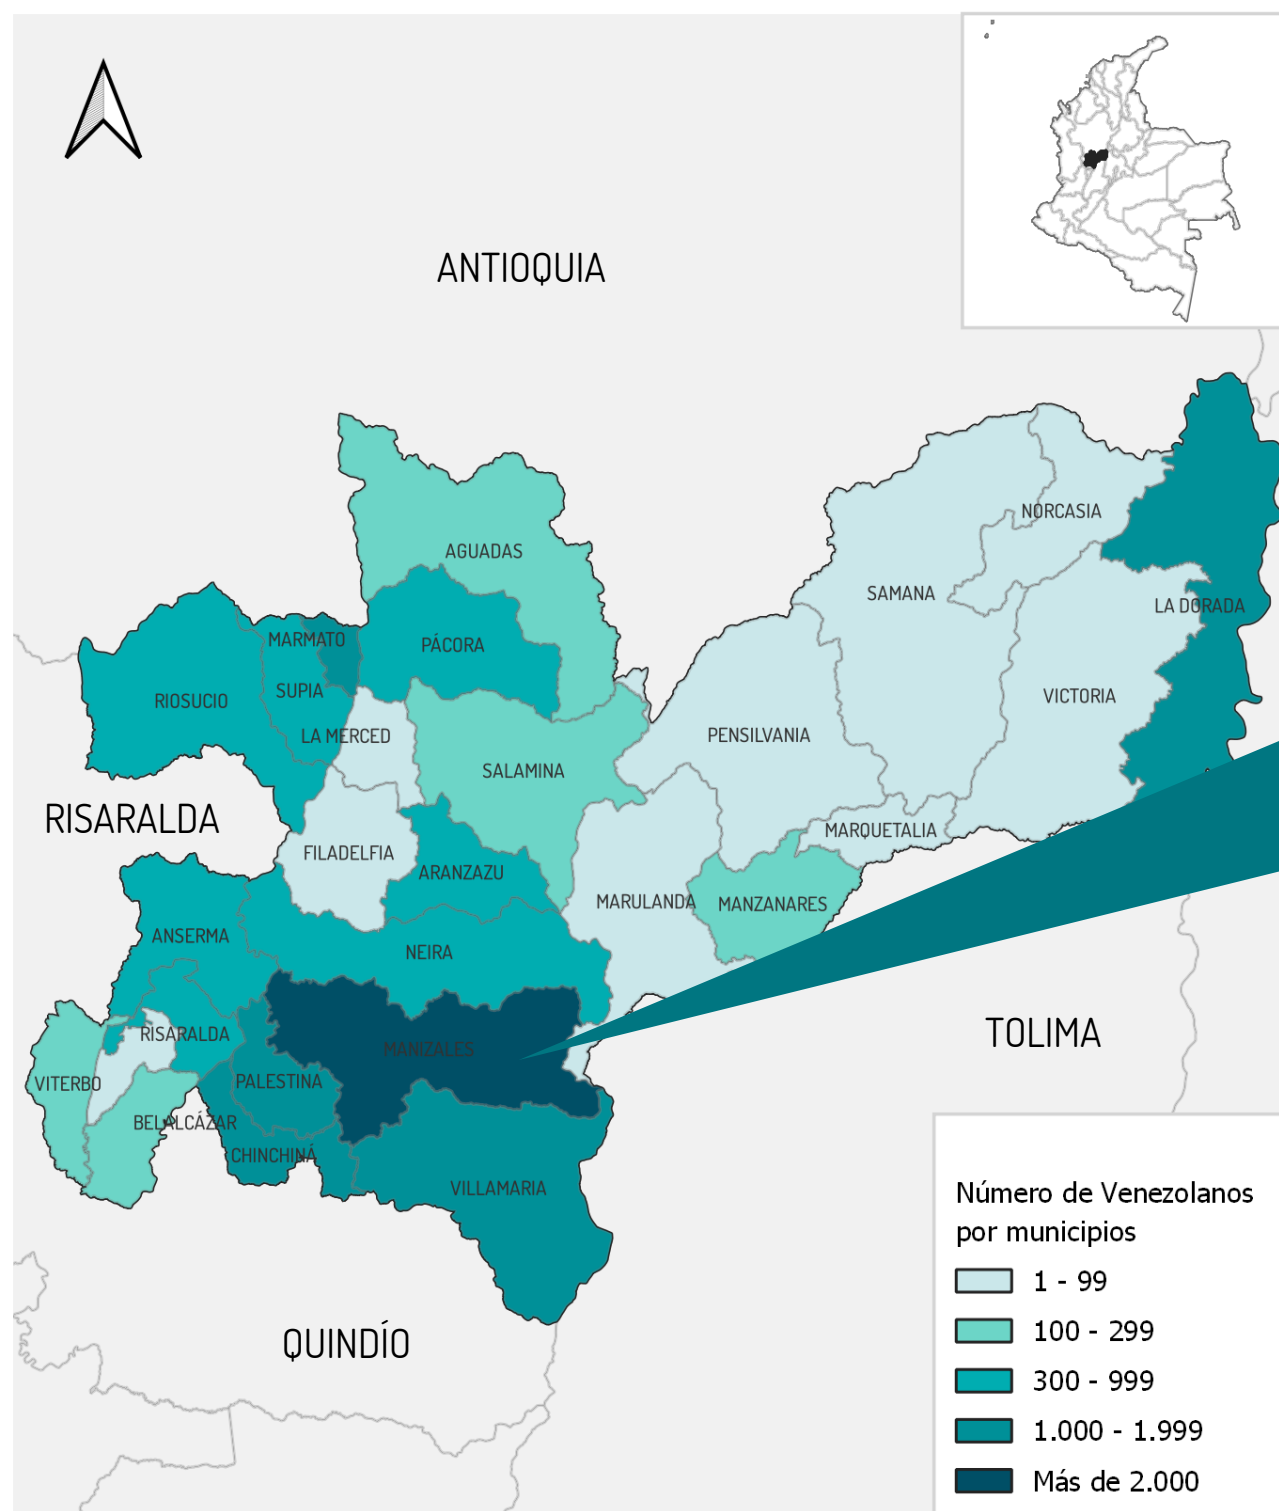 ANTIOQUIA
NORCASIA
AGUADAS
SAMANA
LA DORADA
MARMATO
PÁCORA
SUPIA
RIOSUCIO
VICTORIA
LA MERCED
PENSILVANIA
SALAMINA
RISARALDA
MARQUETALIA
FILADELFIA
ARANZAZU
MARULANDA
MANZANARES
ANSERMA
NEIRA
RISARALDA
TOLIMA
MANIZALES
VITERBO
PALESTINA
BELALCÁZAR
CHINCHINÁ
VILLAMARIA
QUINDÍO
Número de Venezolanos
por municipios
1 - 99
100 - 299
300 - 999
1.000 - 1.999
Más de 2.000